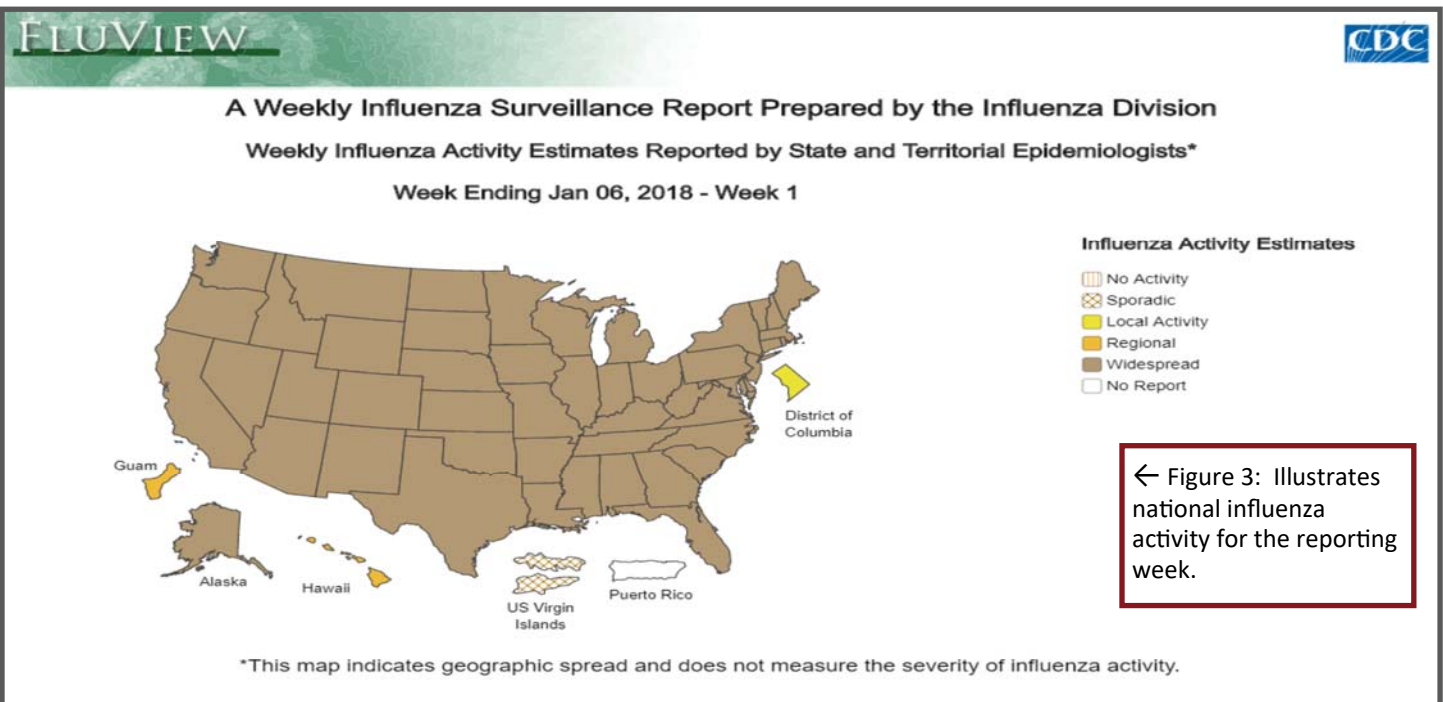 FLUVIEW
CDC
A Weekly Influenza Surveillance Report Prepared by the Influenza Division
Weekly Influenza Activity Estimates Reported by State and Territorial Epidemiologists*
Week Ending Jan 06, 2018 - Week 1
Influenza Activity Estimates
No Activity
Sporadic
Local Activity
Regional
Widespread
No Report
District of
Columbia
Guam
Alaska
Hawaii
US Virgin
Islands
Puerto Rico
← Figure 3: Illustrates
national influenza
activity for the reporting
week.
*This map indicates geographic spread and does not measure the severity of influenza activity.